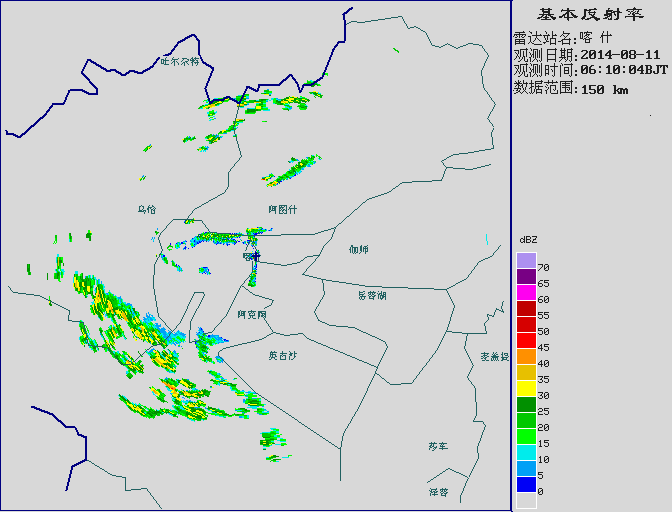 基本反射率
雷达站名:喀 什
观测日期:2014-08-11
观测时间:06:10:04BJT
数据范围:150 km
吐尔尕特
乌恰
阿图什
伽师
岳普湖
阿克陶
英吉沙
麦盖提
莎车
泽普
dBZ
70
65
60
55
50
45
40
35
30
25
20
15
10
5
0